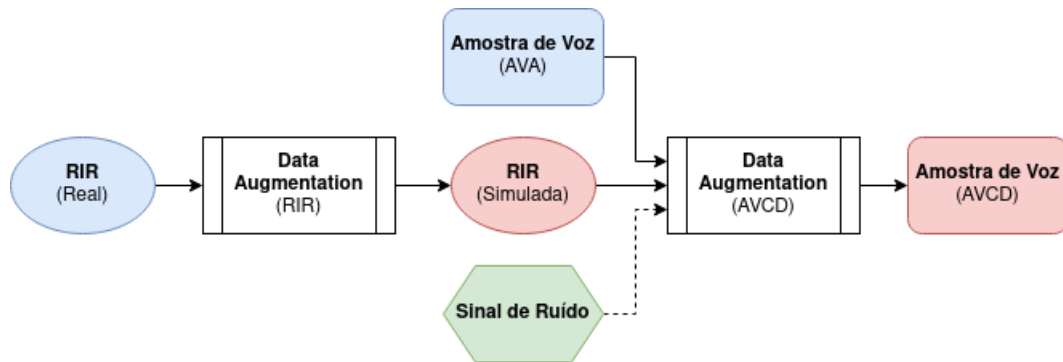 Amostra de Voz
(AVA)
RIR
(Real)
Data
Augmentation
(RIR)
RIR
(Simulada)
Data
Augmentation
(AVCD)
Amostra de Voz
(AVCD)
Sinal de Ruído